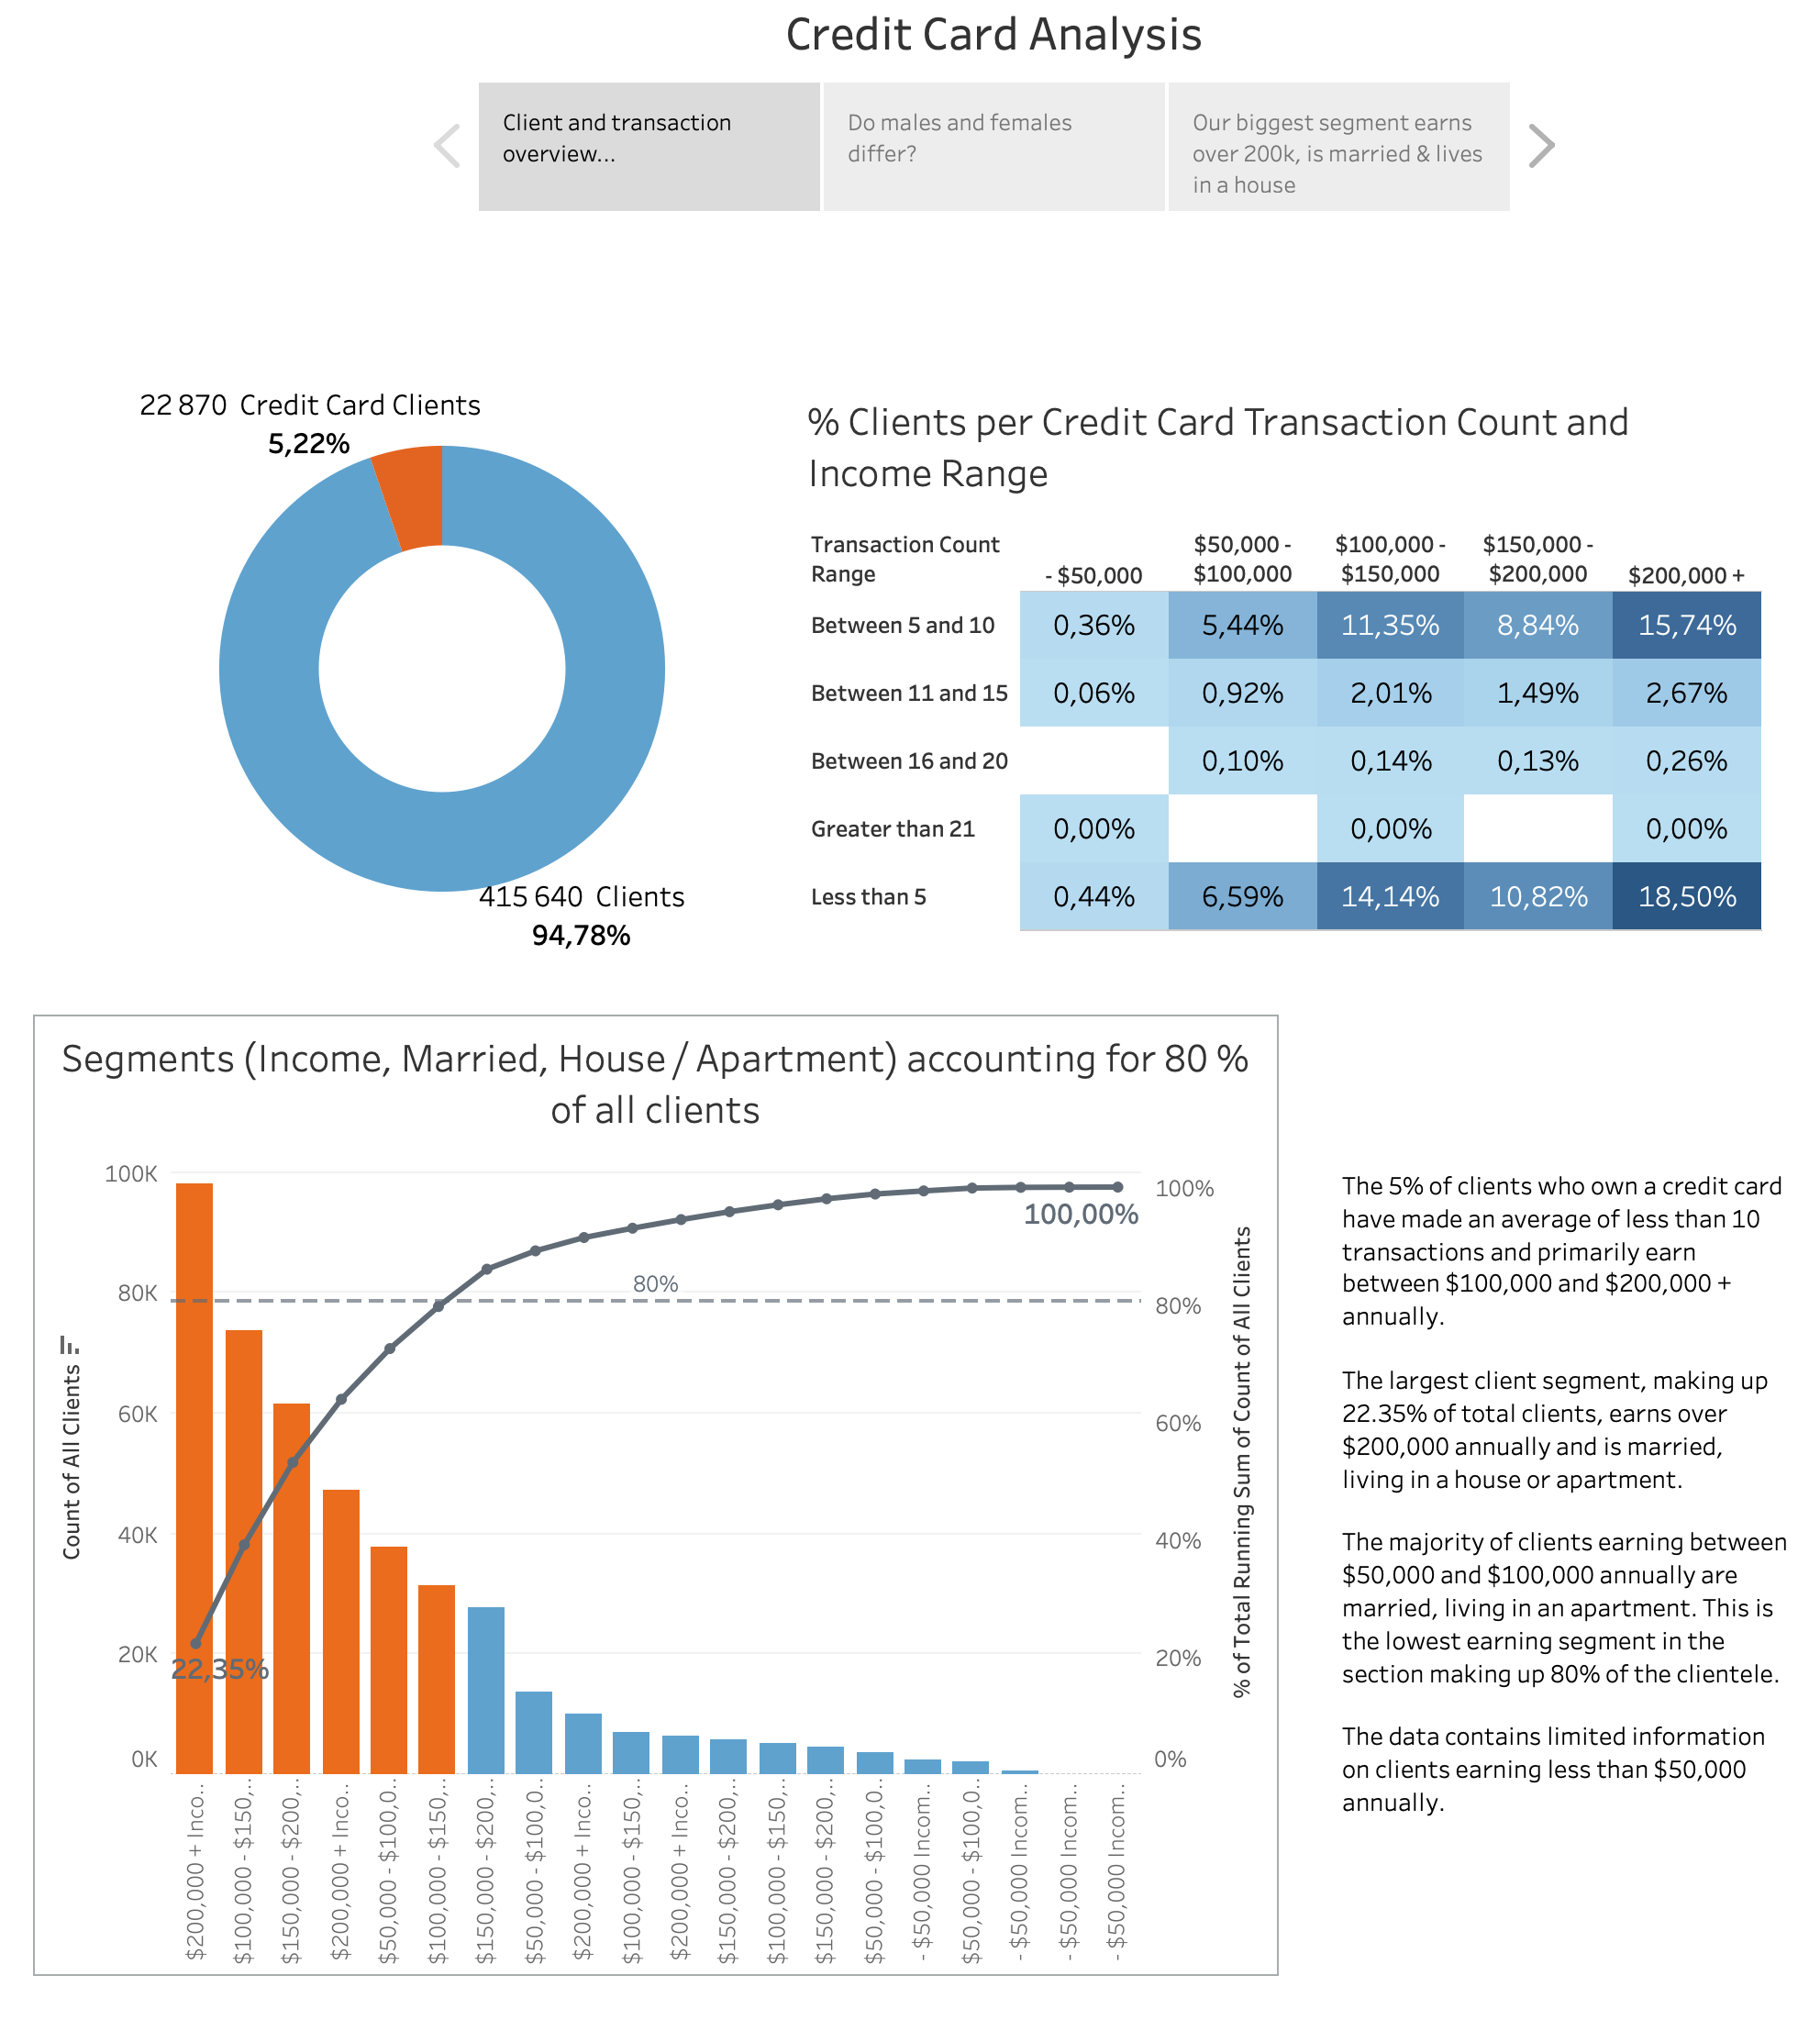 Credit Card Analysis
Client and transaction
overview...
Do males and females
differ?
Our biggest segment earns
over 200k, is married & lives
in a house
22 870 Credit Card Clients
5,22%
415 640 Clients
94,78%
% Clients per Credit Card Transaction Count and
Income Range
Transaction Count
Range
- $50,000
$50,000 -
$100,000
$100,000 -
$150,000
$150,000 -
$200,000
$200,000 +
Between 5 and 10 0,36% 5,44% 11,35% 8,84% 15,74%
Between 11 and 15 0,06% 0,92% 2,01% 1,49% 2,67%
Between 16 and 20 0,10% 0,14% 0,13% 0,26%
Greater than 21 0,00% 0,00% 0,00%
Less than 5 0,44% 6,59% 14,14% 10,82% 18,50%
Segments (Income, Married, House / Apartment) accounting for 80 %
of all clients
Count of All Clients
100K
80K
60K
40K
20K
0K
22,35%
80%
100,00%
100%
80%
60%
40%
20%
0%
% of Total Running Sum of Count of All Clients
$200,000 + Inco..
$100,000 - $150,..
$150,000 - $200,..
$200,000 + Inco..
$50,000 - $100,0..
$100,000 - $150,..
$150,000 - $200,..
$50,000 - $100,0..
$200,000 + Inco..
$100,000 - $150,..
$200,000 + Inco..
$150,000 - $200,..
$100,000 - $150,..
$150,000 - $200,..
$50,000 - $100,0..
- $50,000 Incom..
$50,000 - $100,0..
- $50,000 Incom..
- $50,000 Incom..
- $50,000 Incom..
The 5% of clients who own a credit card
have made an average of less than 10
transactions and primarily earn
between $100,000 and $200,000 +
annually.
The largest client segment, making up
22.35% of total clients, earns over
$200,000 annually and is married,
living in a house or apartment.
The majority of clients earning between
$50,000 and $100,000 annually are
married, living in an apartment. This is
the lowest earning segment in the
section making up 80% of the clientele.
The data contains limited information
on clients earning less than $50,000
annually.